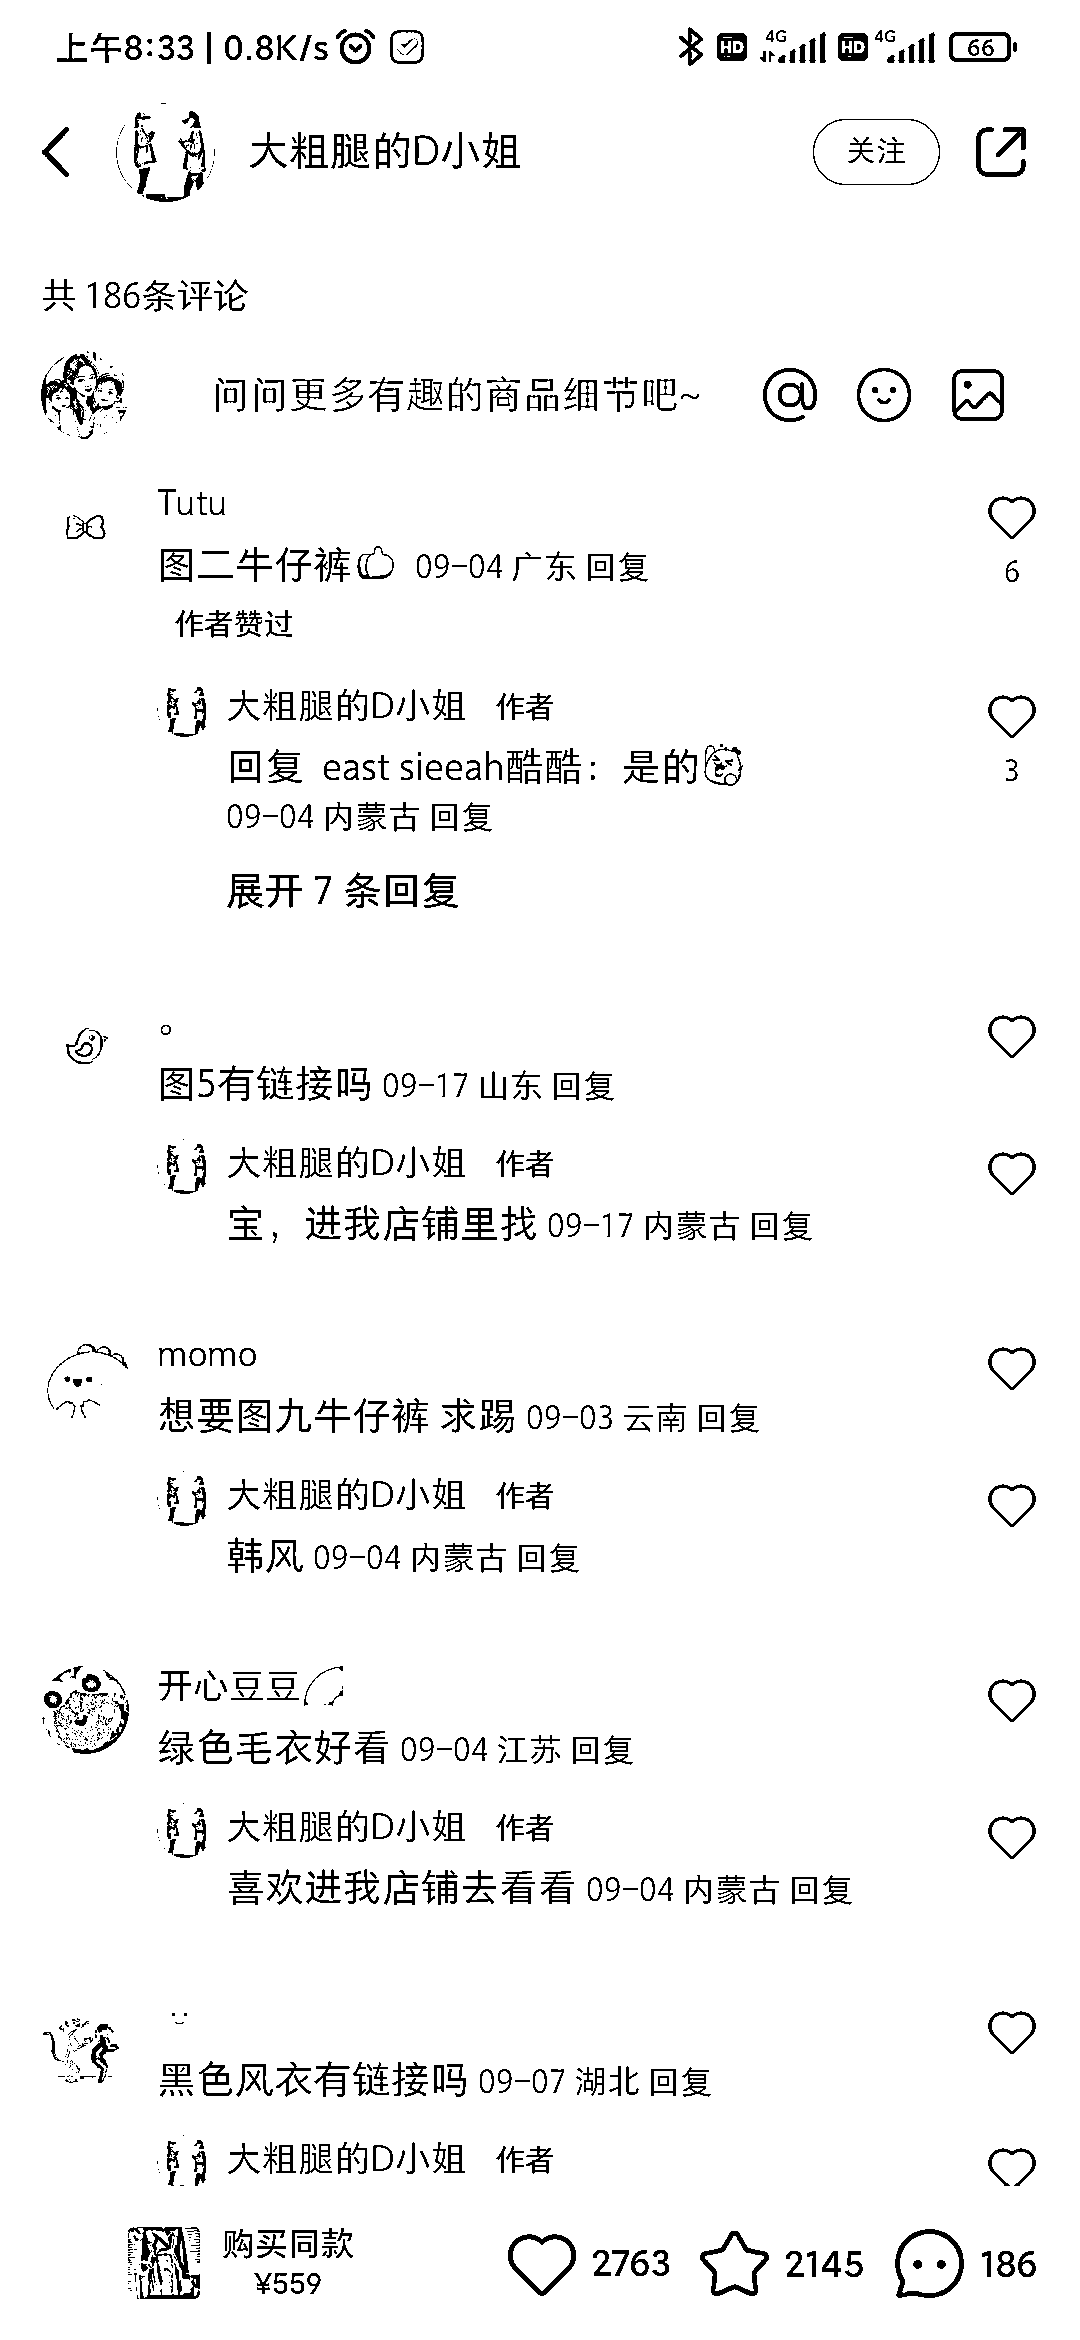 上午8:33 | 0.8K/s
HD 4G HD 4G 66
大粗腿的D小姐 关注
共 186条评论
问问更多有趣的商品细节吧~
Tutu
图二牛仔裤 09-04 广东 回复
6
作者赞过
大粗腿的D小姐 作者
回复 east sieeah酷酷：是的
3
09-04 内蒙古 回复
展开 7 条回复
。
图5有链接吗 09-17 山东 回复
大粗腿的D小姐 作者
宝，进我店铺里找 09-17 内蒙古 回复
momo
想要图九牛仔裤 求踢 09-03 云南 回复
大粗腿的D小姐 作者
韩风 09-04 内蒙古 回复
开心豆豆
绿色毛衣好看 09-04 江苏 回复
大粗腿的D小姐 作者
喜欢进我店铺去看看 09-04 内蒙古 回复
黑色风衣有链接吗 09-07 湖北 回复
大粗腿的D小姐 作者
购买同款
¥559
2763 2145 186